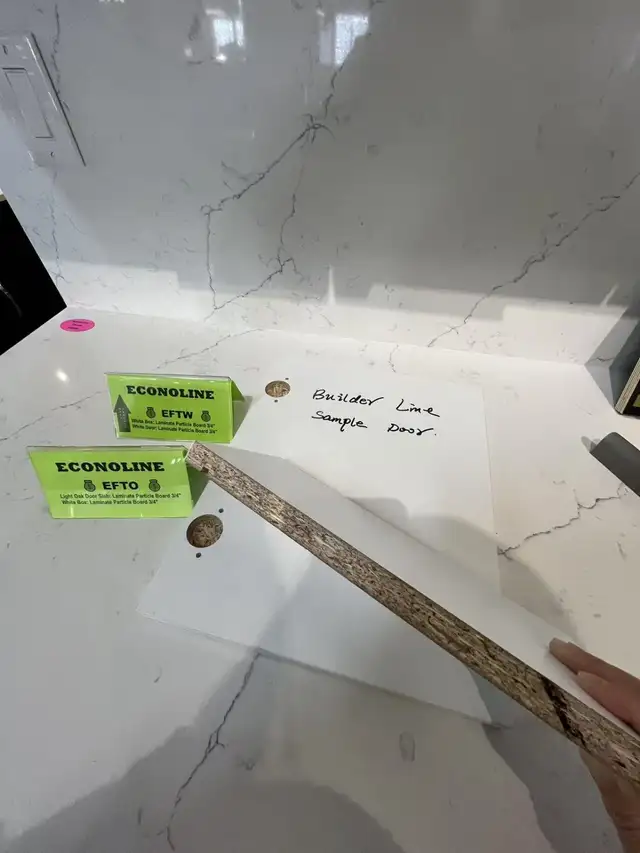 ECONOLINE
EFTW
White Box: Laminate Particle Board 3/4"
White Door: Laminate Particle Board 3/4"
Builder Line
Sample Door.
ECONOLINE
EFTO
Light Oak Door Slab: Laminate Particle Board 3/4"
White Box: Laminate Particle Board 3/4"